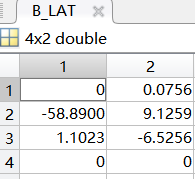 B_LAT
4x2 double
1 2
1 0 0.0756
2 -58.8900 9.1259
3 1.1023 -6.5256
4 0 0